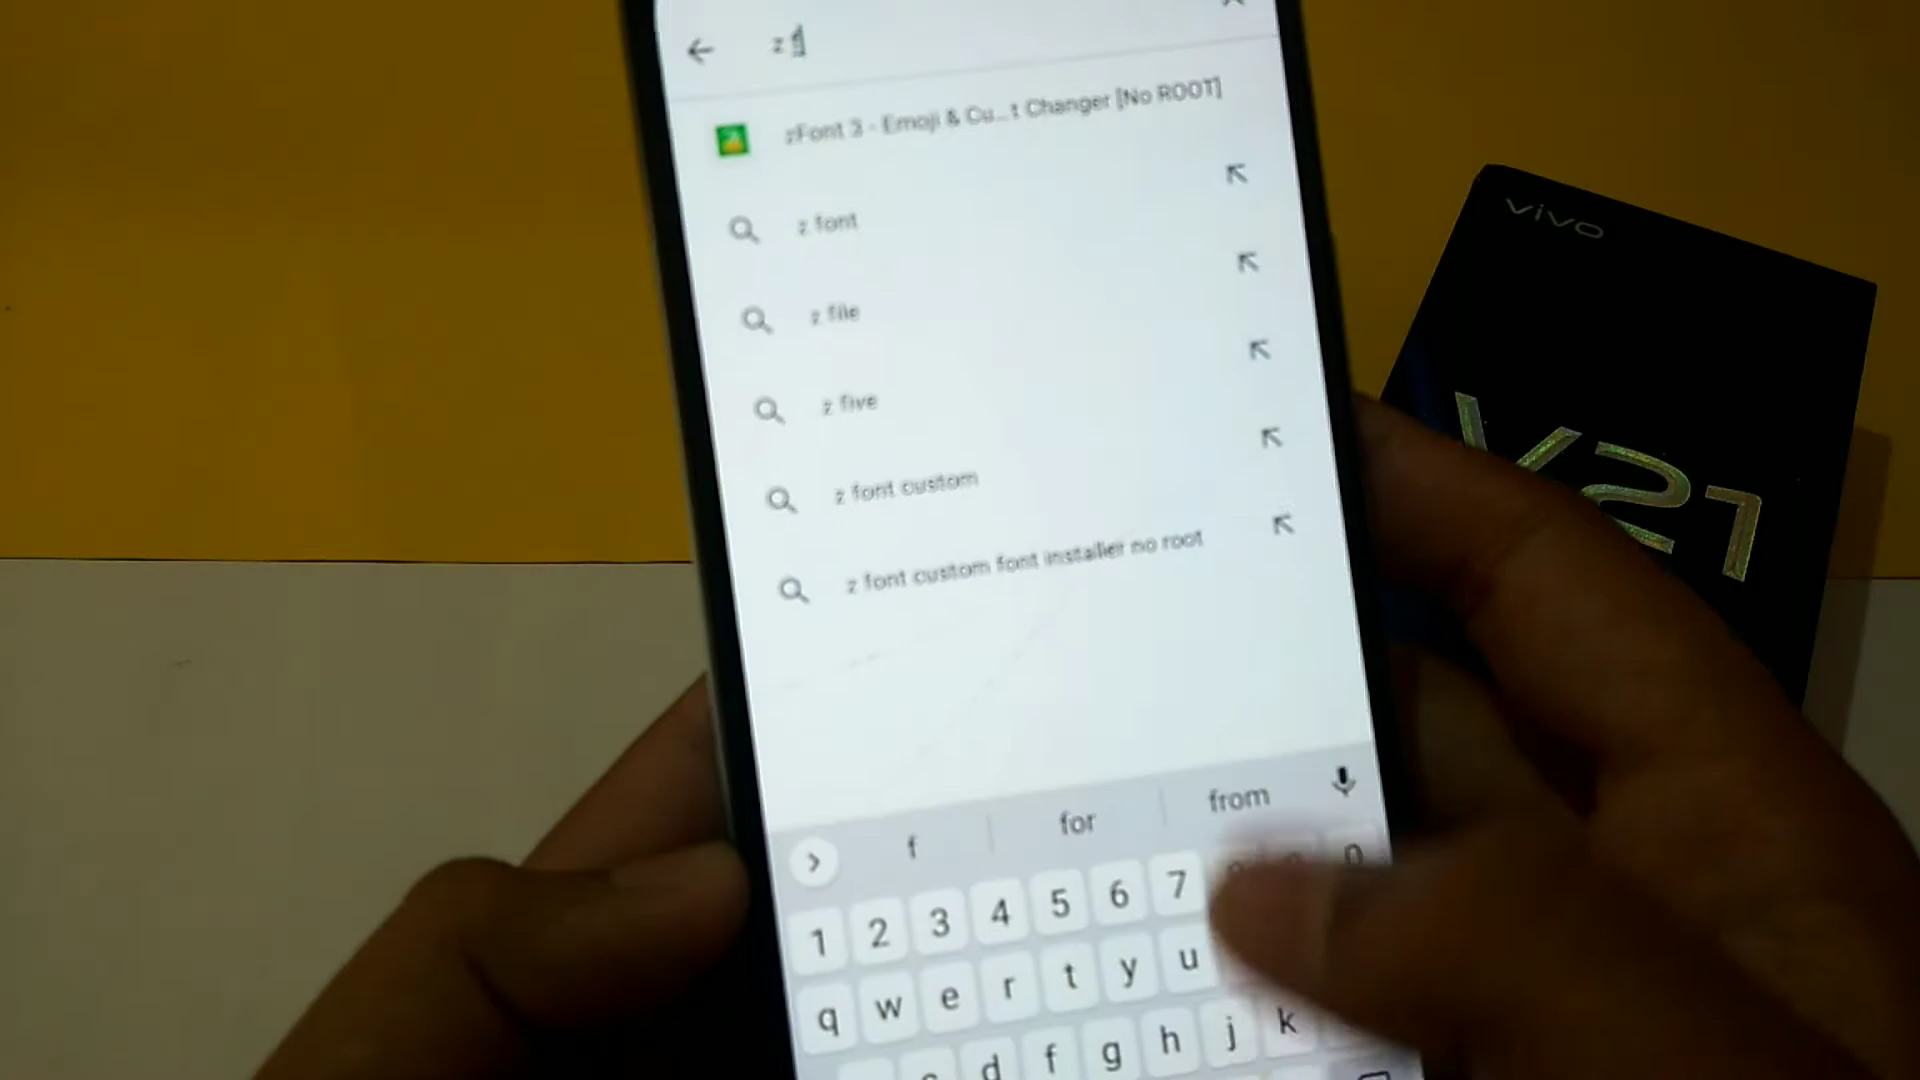 z f
zFont 3 - Emoji & Cu...t Changer [No ROOT]
z font
z file
z five
z font custom
z font custom font installer no root
f for from
1 2 3 4 5 6 7
q w e r t y u
d f g h j k
vivo
V21